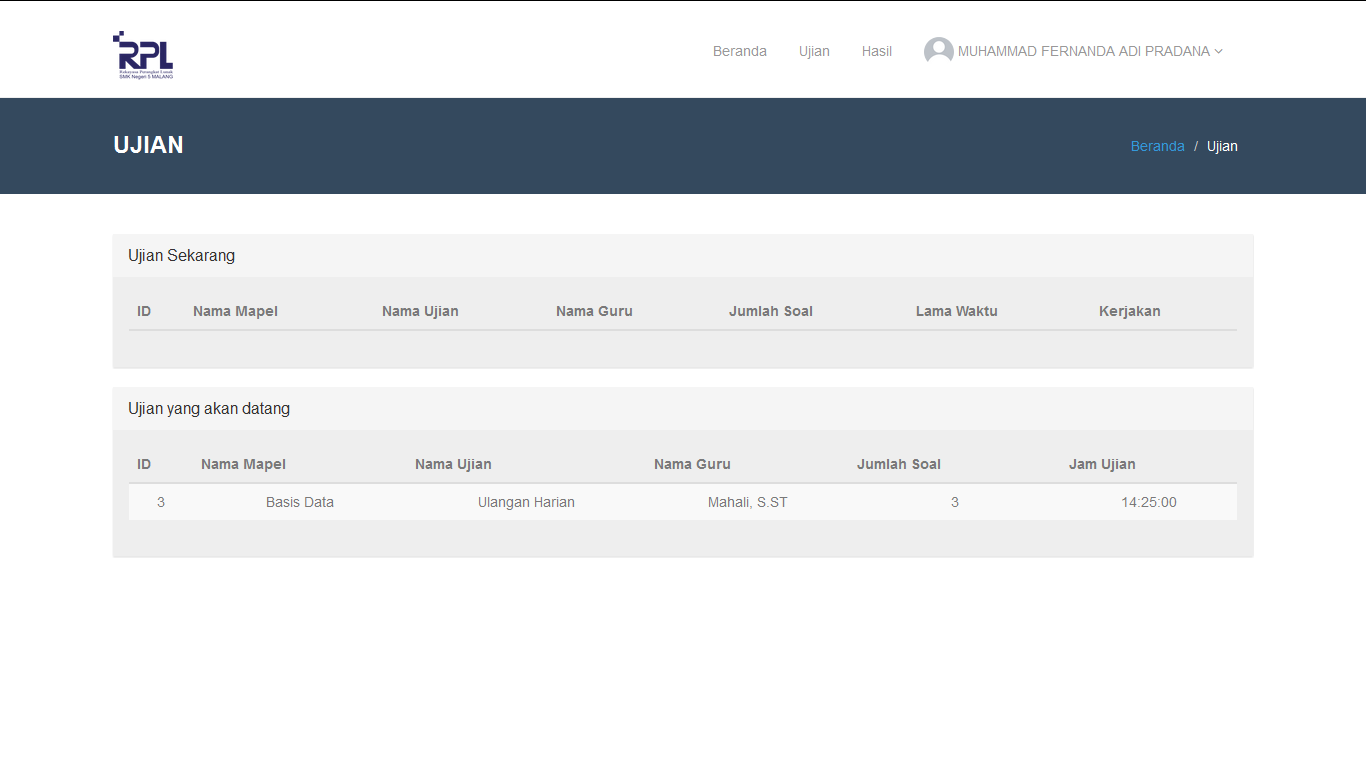 RPL
Rekayasa Perangkat Lunak
SMK Negeri 5 MALANG
Beranda Ujian Hasil MUHAMMAD FERNANDA ADI PRADANA
UJIAN
Beranda / Ujian
Ujian Sekarang
ID Nama Mapel Nama Ujian Nama Guru Jumlah Soal Lama Waktu Kerjakan
Ujian yang akan datang
ID Nama Mapel Nama Ujian Nama Guru Jumlah Soal Jam Ujian
3 Basis Data Ulangan Harian Mahali, S.ST 3 14:25:00